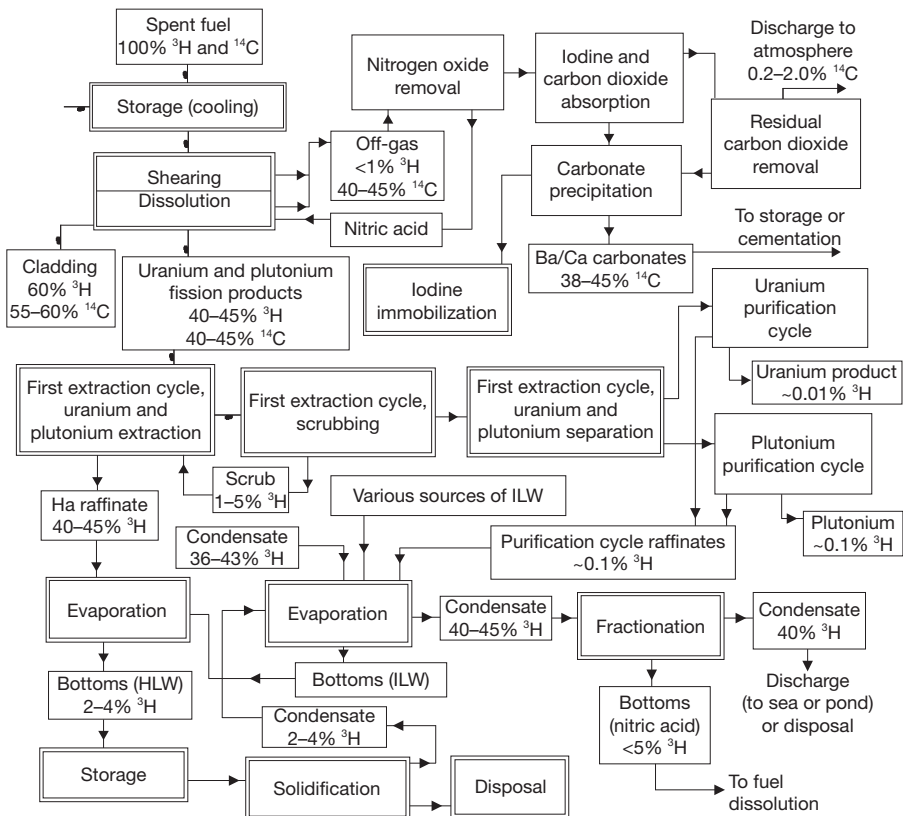 Spent fuel
100% ³H and ¹⁴C
Storage (cooling)
Shearing
Dissolution
Cladding
60% ³H
55–60% ¹⁴C
Uranium and plutonium
fission products
40–45% ³H
40–45% ¹⁴C
Off-gas
<1% ³H
40–45% ¹⁴C
Nitric acid
Nitrogen oxide
removal
Iodine and
carbon dioxide
absorption
Discharge to
atmosphere
0.2–2.0% ¹⁴C
Residual
carbon dioxide
removal
Carbonate
precipitation
To storage or
cementation
Ba/Ca carbonates
38–45% ¹⁴C
Iodine
immobilization
Uranium
purification
cycle
Uranium product
~0.01% ³H
First extraction cycle,
uranium and
plutonium extraction
First extraction cycle,
scrubbing
First extraction cycle,
uranium and
plutonium separation
Plutonium
purification cycle
Plutonium
~0.1% ³H
Scrub
1–5% ³H
Ha raffinate
40–45% ³H
Various sources of ILW
Condensate
36–43% ³H
Purification cycle raffinates
~0.1% ³H
Evaporation
Evaporation
Condensate
40–45% ³H
Fractionation
Condensate
40% ³H
Bottoms (HLW)
2–4% ³H
Bottoms (ILW)
Condensate
2–4% ³H
Bottoms
(nitric acid)
<5% ³H
Discharge
(to sea or pond)
or disposal
Storage
Solidification
Disposal
To fuel
dissolution